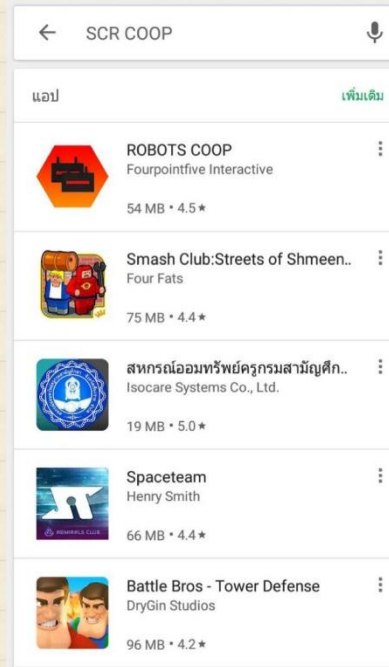 SCR COOP
แอป
เพิ่มเติม
ROBOTS COOP
Fourpointfive Interactive
54 MB • 4.5★
Smash Club:Streets of Shmeen..
Four Fats
75 MB • 4.4★
สหกรณ์ออมทรัพย์ครูกรมสามัญศึก..
Isocare Systems Co., Ltd.
19 MB • 5.0★
Spaceteam
Henry Smith
ADMIRALS CLUB
66 MB • 4.4★
Battle Bros - Tower Defense
DryGin Studios
96 MB • 4.2★